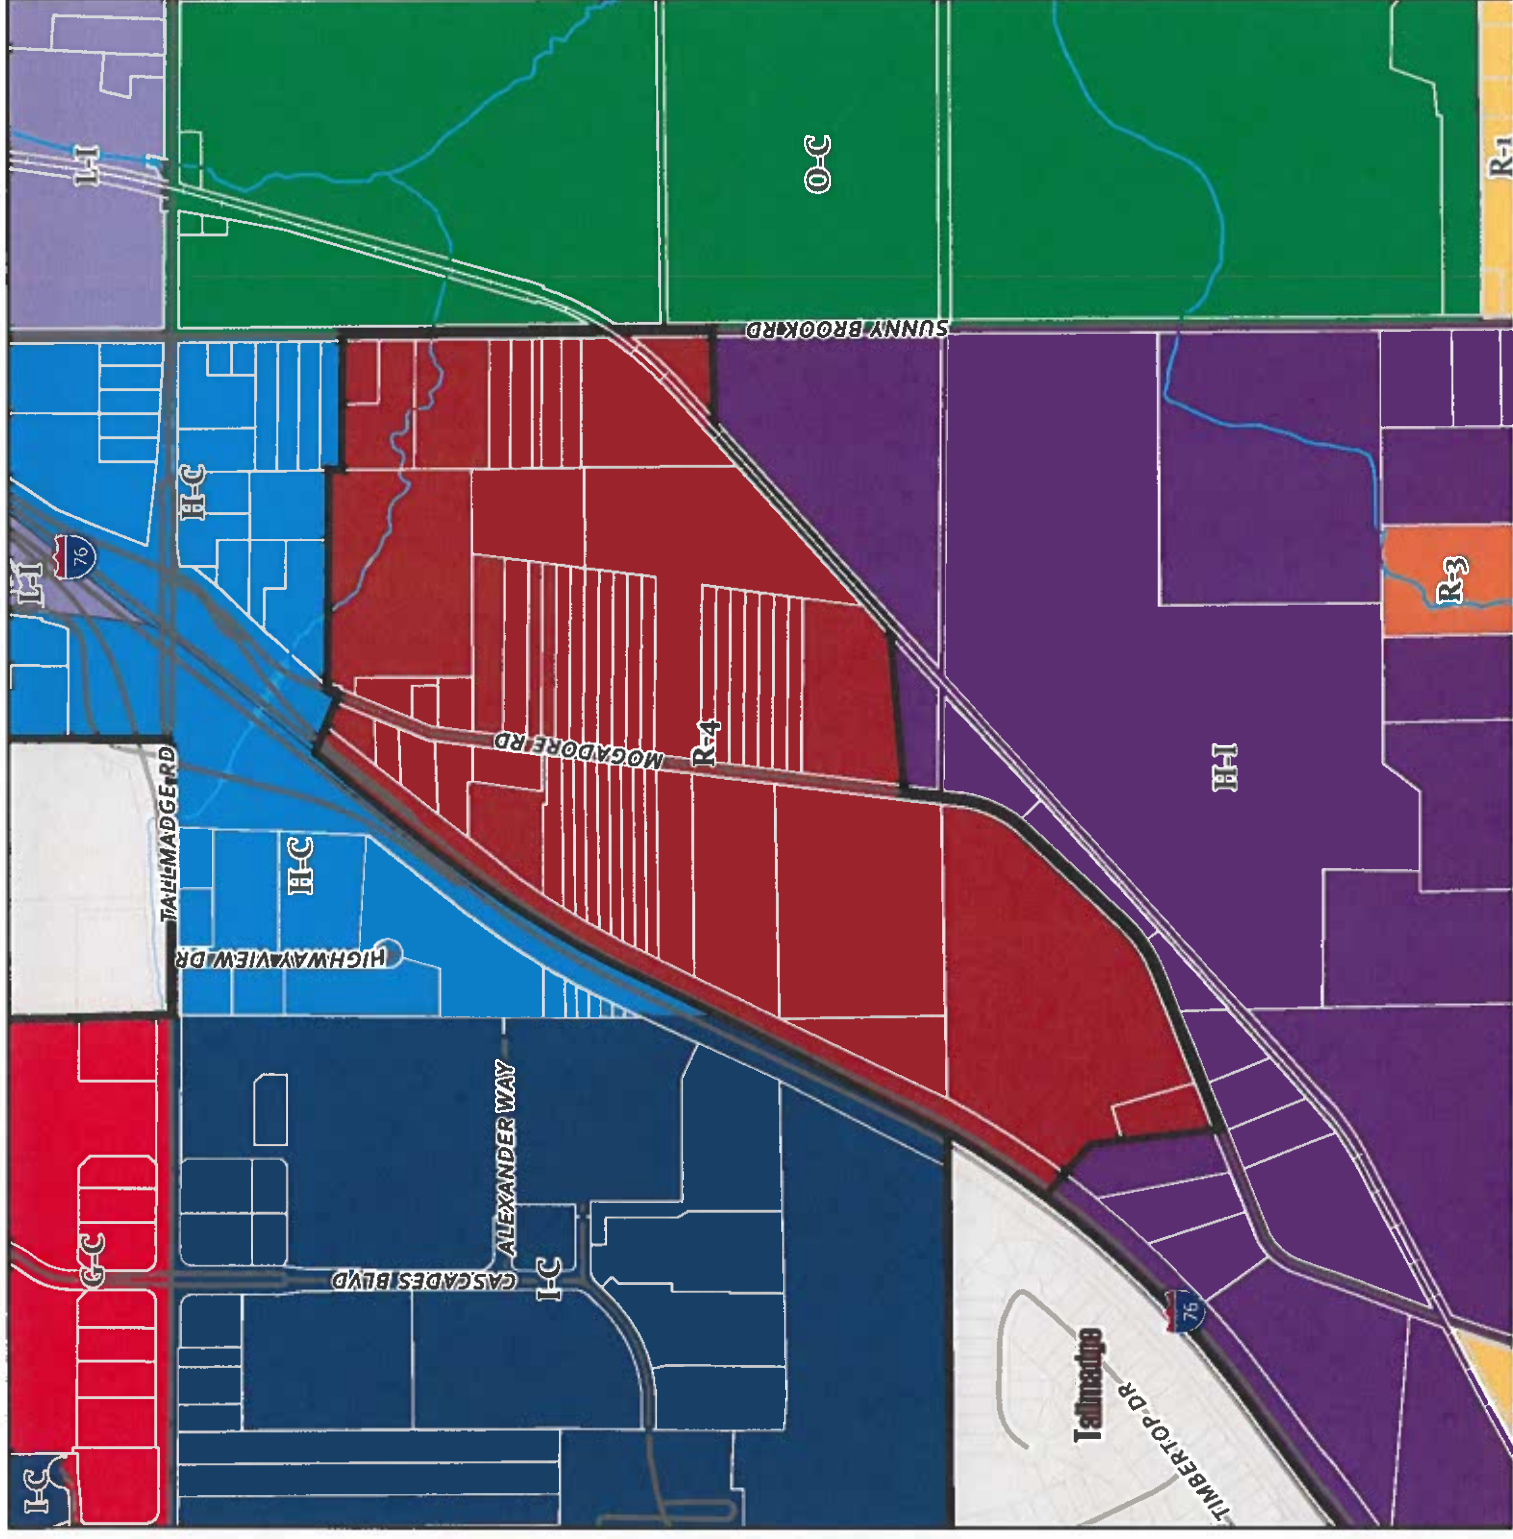 L-I
O-C
R-1
SUNNY BROOK RD
H-C
L-I
76
R-3
MOGADORE RD
R-4
H-I
TALLMADGE RD
H-C
HIGHWAY VIEW DR
ALEXANDER WAY
G-C
CASCADES BLVD
I-C
76
Tallmadge
TIMBERTOP DR
I-C